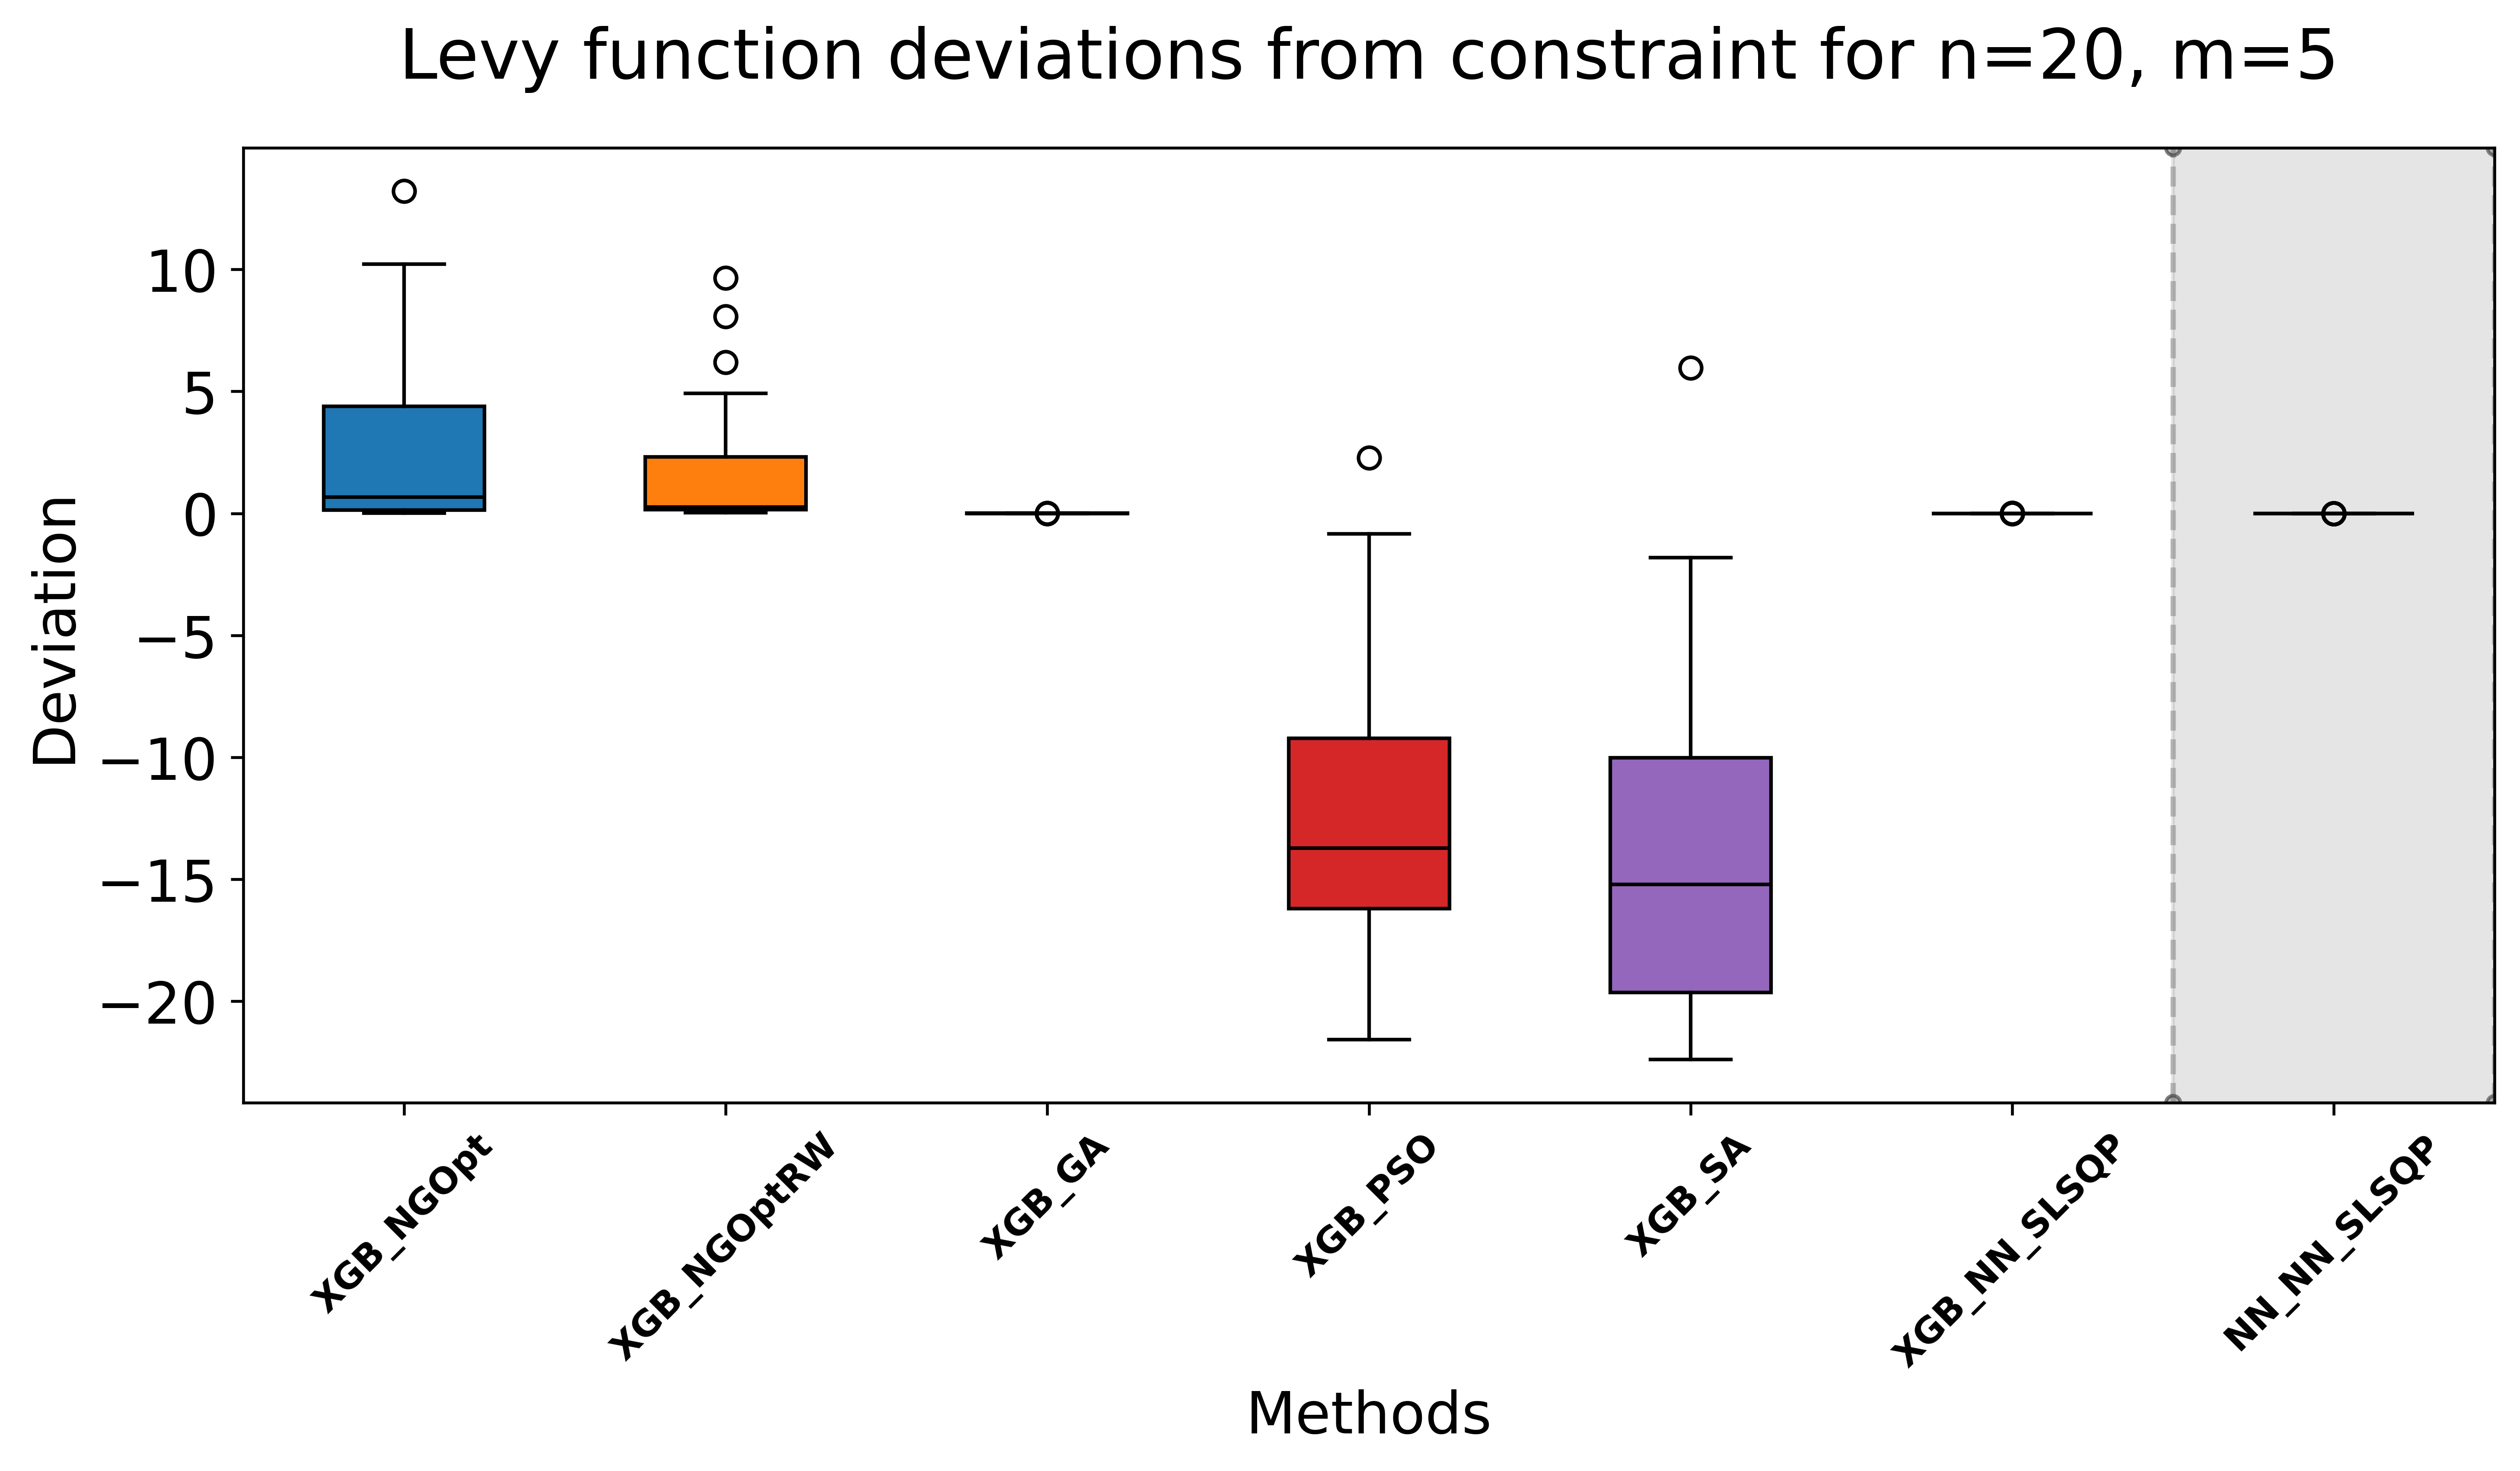 Levy function deviations from constraint for n=20, m=5
Deviation
10
5
0
−5
−10
−15
−20
XGB_NGOpt
XGB_NGOptRW
XGB_GA
XGB_PSO
XGB_SA
XGB_NN_SLSQP
NN_NN_SLSQP
Methods